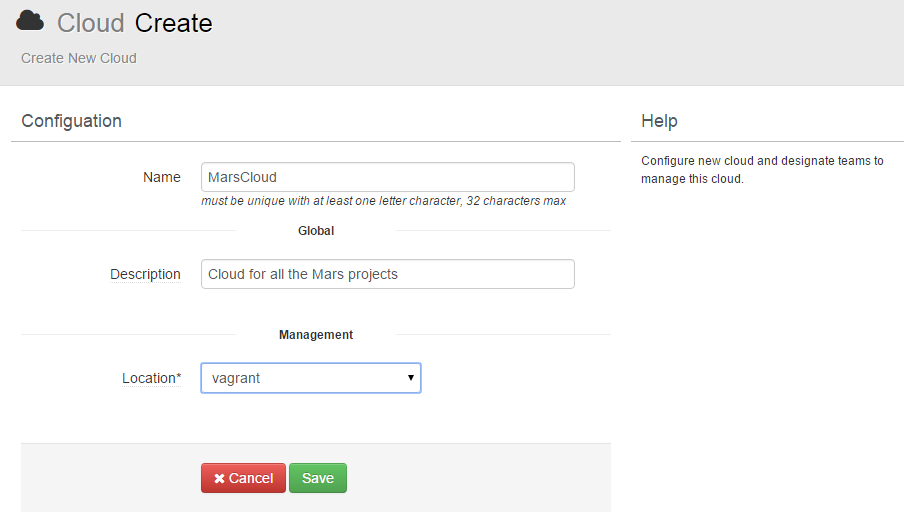 Cloud Create
Create New Cloud
Configuation
Help
Configure new cloud and designate teams to
manage this cloud.
Name
MarsCloud
must be unique with at least one letter character, 32 characters max
Global
Description
Cloud for all the Mars projects
Management
Location*
vagrant
Cancel
Save